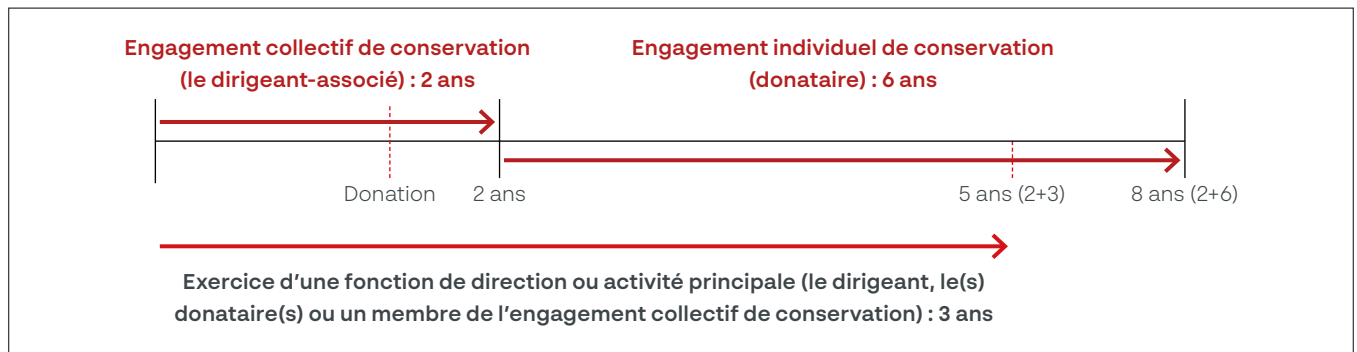 Engagement collectif de conservation
(le dirigeant-associé) : 2 ans
Engagement individuel de conservation
(donataire) : 6 ans
Donation
2 ans
5 ans (2+3)
8 ans (2+6)
Exercice d’une fonction de direction ou activité principale (le dirigeant, le(s)
donataire(s) ou un membre de l’engagement collectif de conservation) : 3 ans